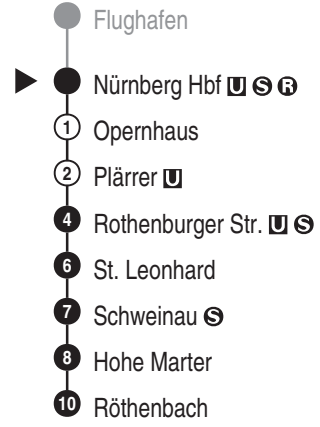 Flughafen
Nürnberg Hbf U S R
1 Opernhaus
2 Plärrer U
4 Rothenburger Str. U S
6 St. Leonhard
7 Schweinau S
8 Hohe Marter
10 Röthenbach